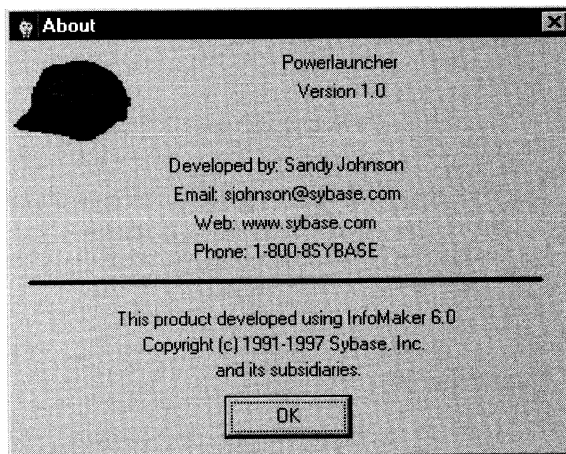 About
Powerlauncher
Version 1.0
Developed by: Sandy Johnson
Email: sjohnson@sybase.com
Web: www.sybase.com
Phone: 1-800-8SYBASE
This product developed using InfoMaker 6.0
Copyright (c) 1991-1997 Sybase, Inc.
and its subsidiaries.
OK